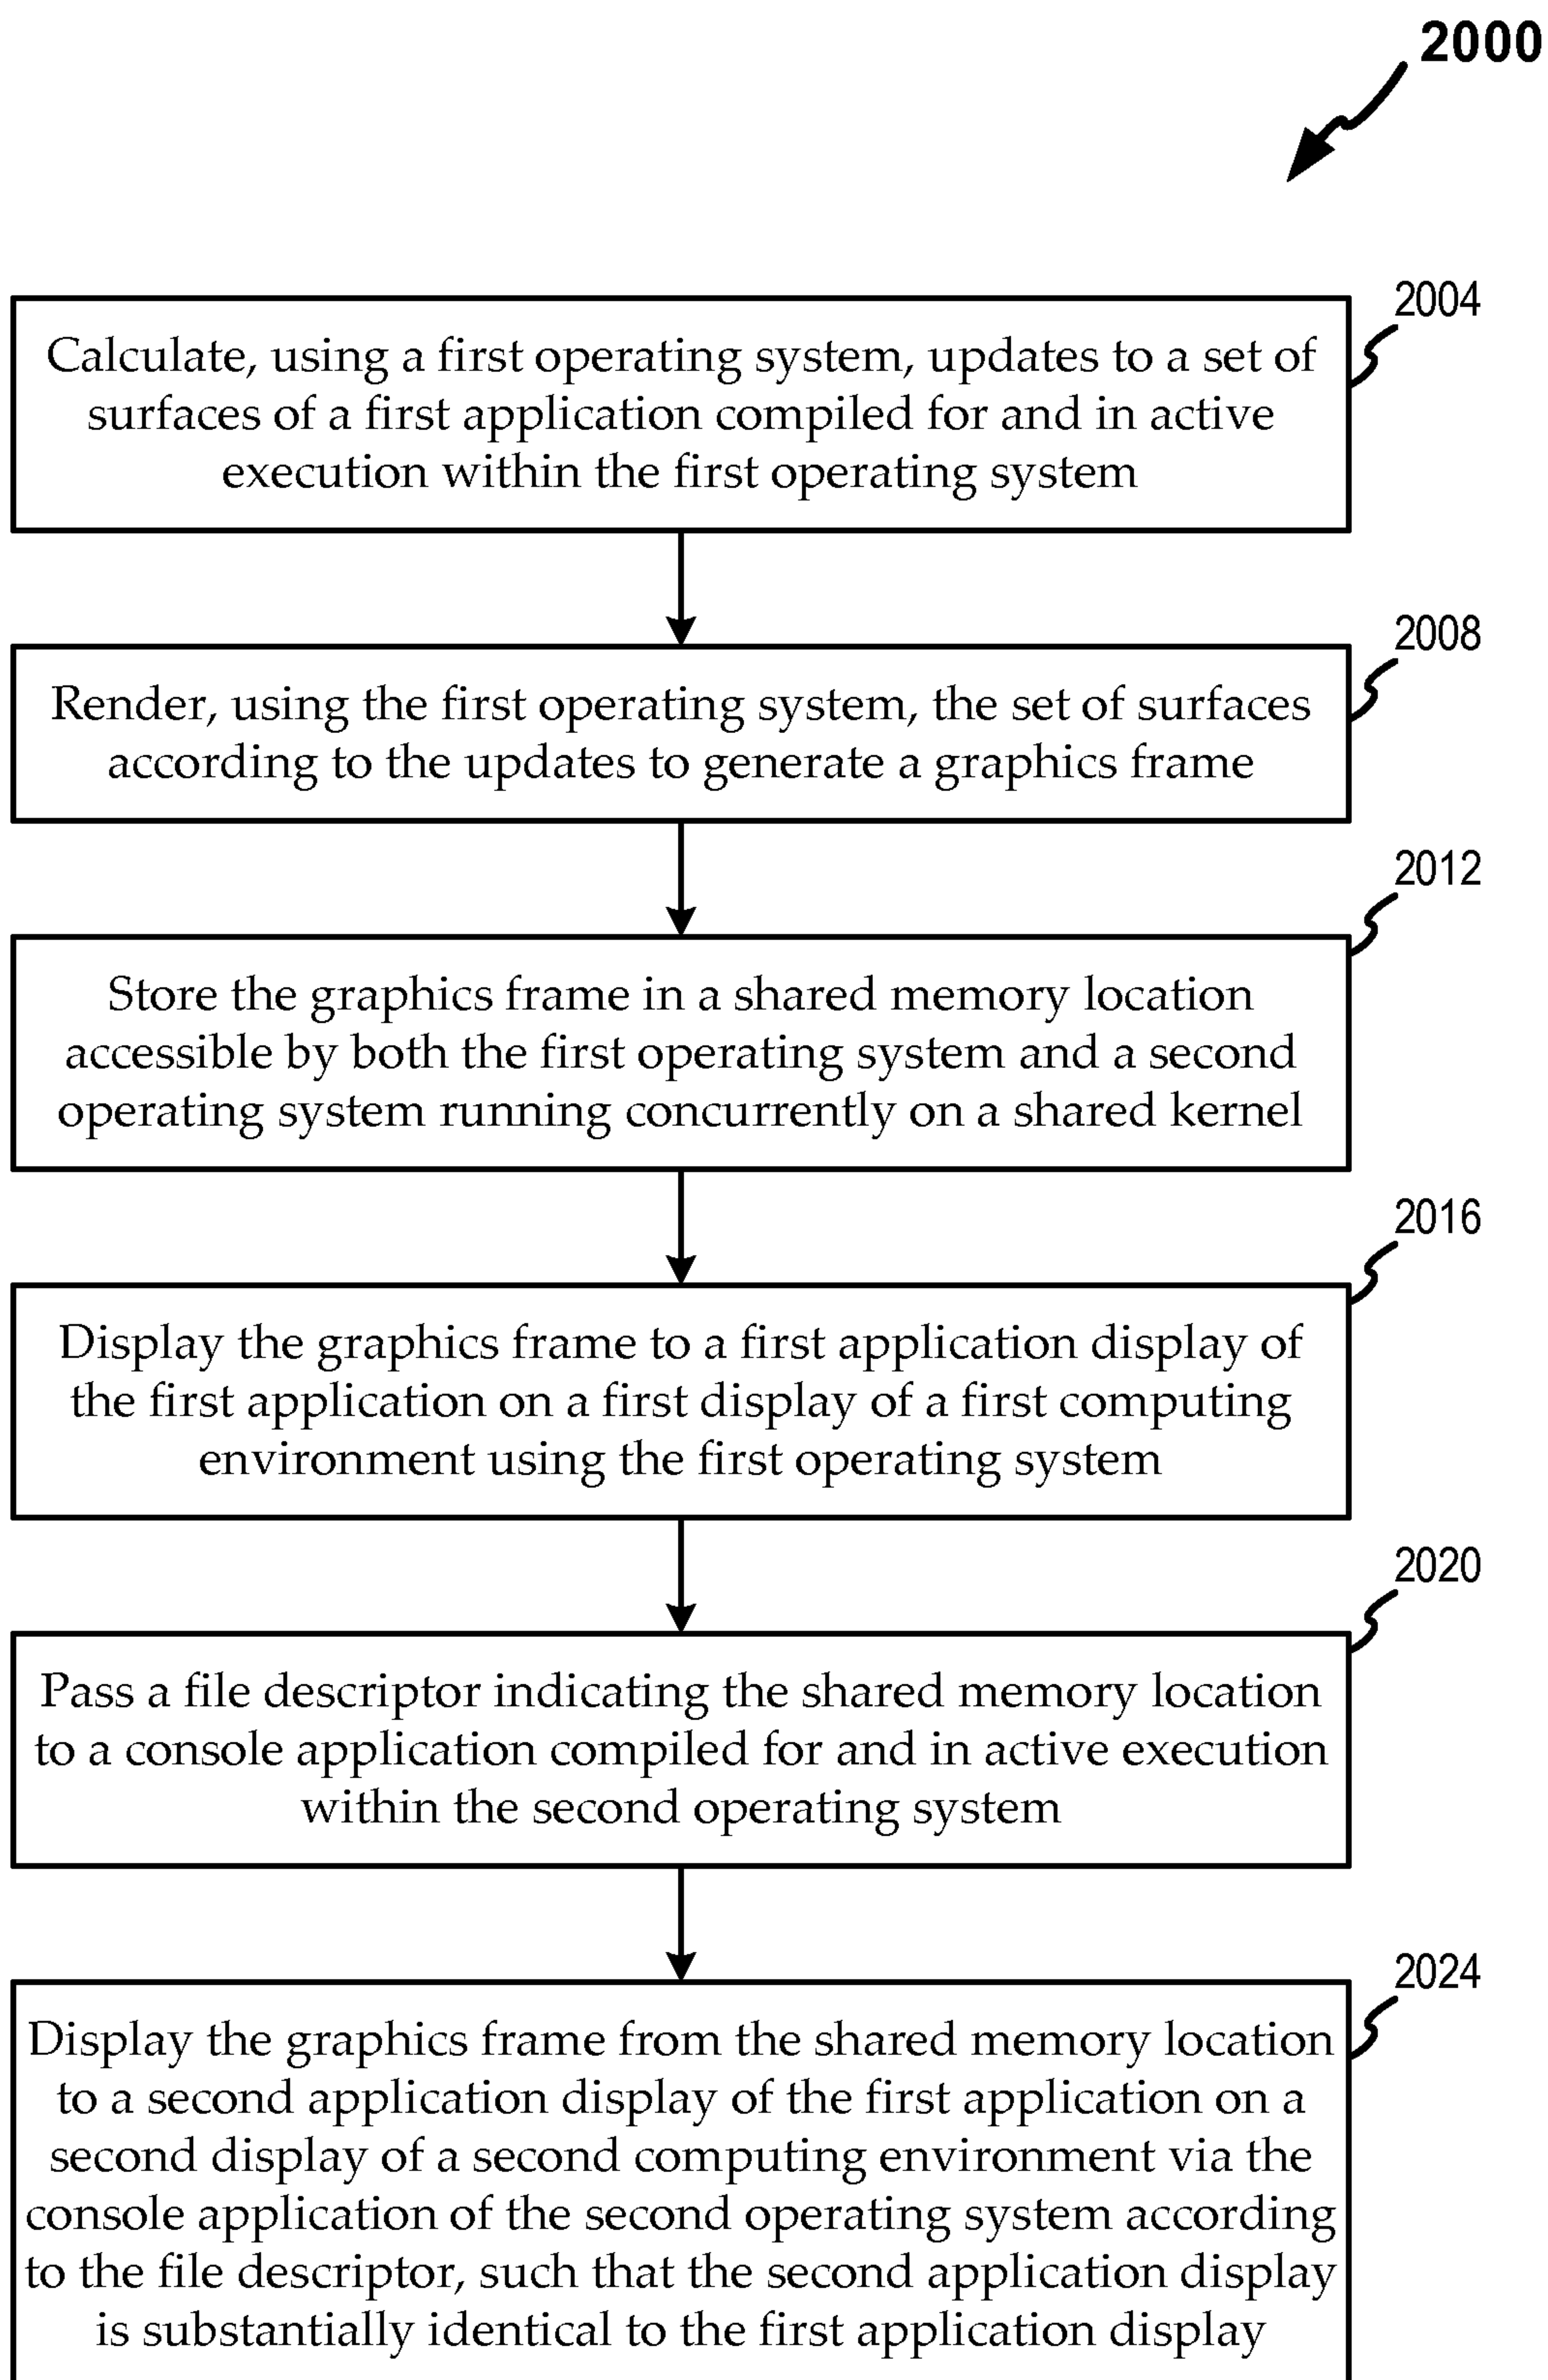 2000
2004
Calculate, using a first operating system, updates to a set of
surfaces of a first application compiled for and in active
execution within the first operating system
2008
Render, using the first operating system, the set of surfaces
according to the updates to generate a graphics frame
2012
Store the graphics frame in a shared memory location
accessible by both the first operating system and a second
operating system running concurrently on a shared kernel
2016
Display the graphics frame to a first application display of
the first application on a first display of a first computing
environment using the first operating system
2020
Pass a file descriptor indicating the shared memory location
to a console application compiled for and in active execution
within the second operating system
2024
Display the graphics frame from the shared memory location
to a second application display of the first application on a
second display of a second computing environment via the
console application of the second operating system according
to the file descriptor, such that the second application display
is substantially identical to the first application display